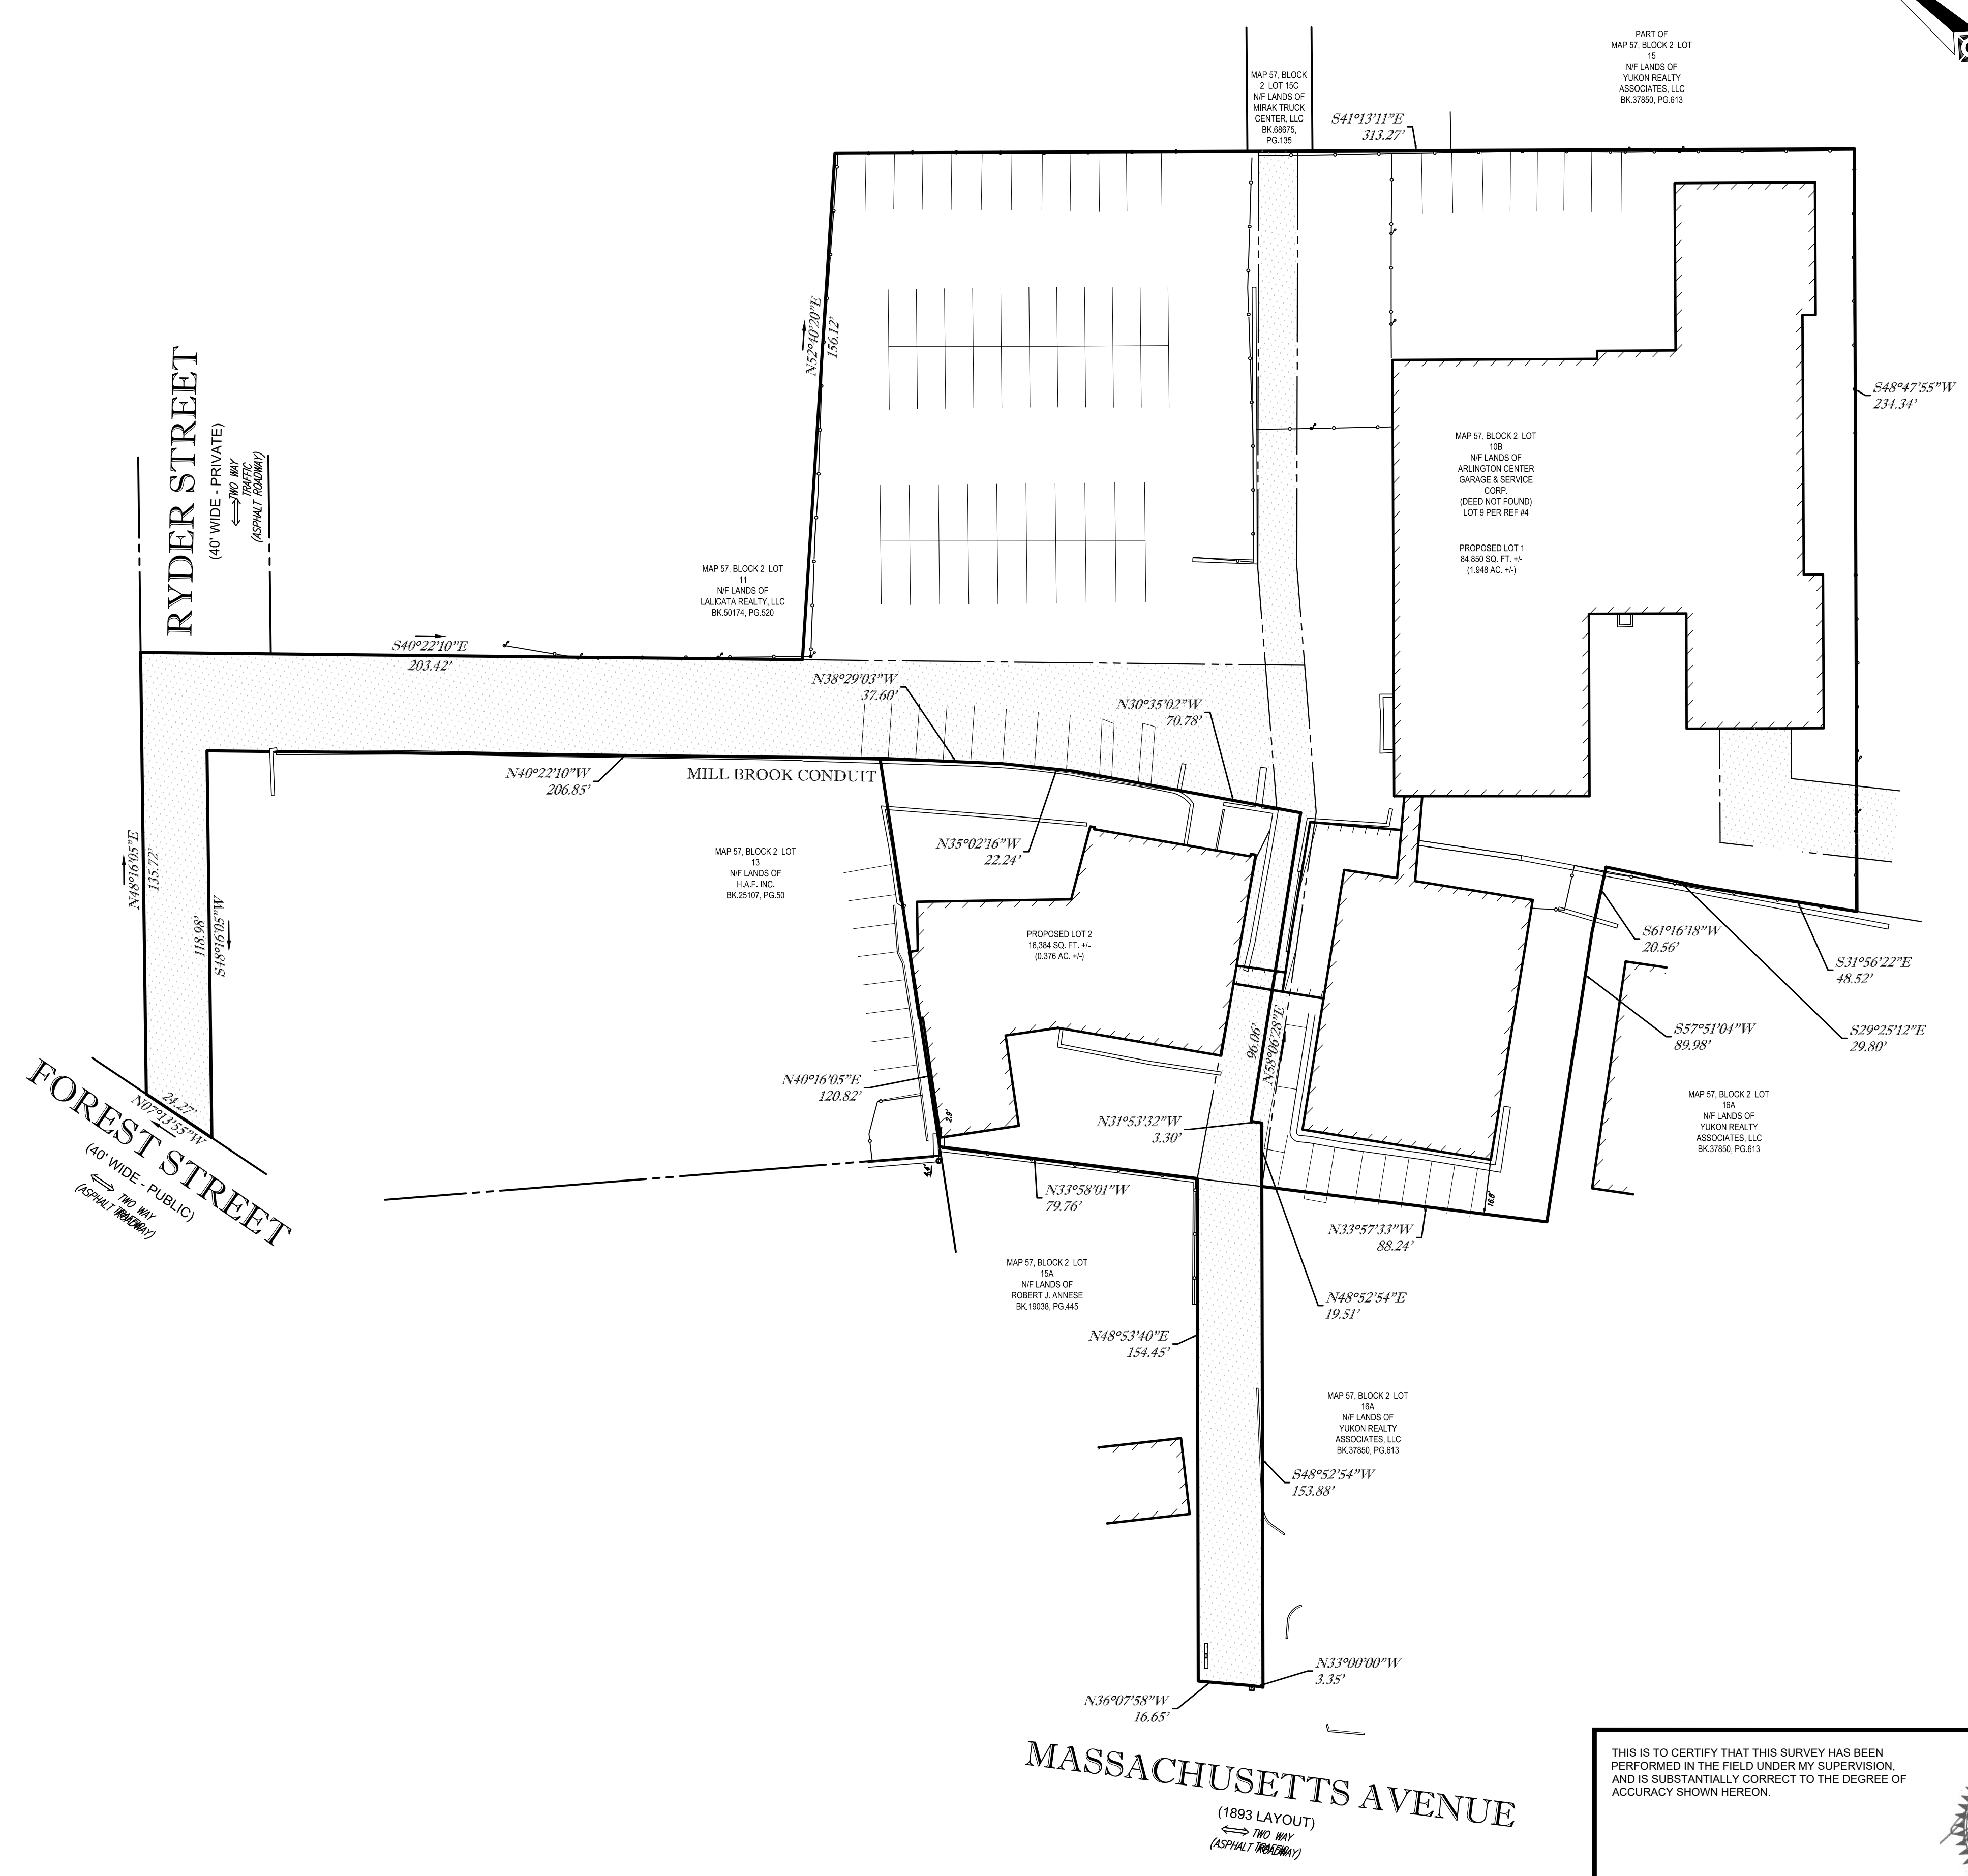 PART OF
MAP 57, BLOCK 2 LOT
15
N/F LANDS OF
YUKON REALTY
ASSOCIATES, LLC
BK.37850, PG.613
MAP 57, BLOCK
2 LOT 15C
N/F LANDS OF
MIRAK TRUCK
CENTER, LLC
BK.68675,
PG.135
S41°13'11"E
313.27'
N52°40'20"E
156.12'
S48°47'55"W
234.34'
RYDER STREET
(40' WIDE - PRIVATE)
TWO WAY
TRAFFIC
(ASPHALT ROADWAY)
MAP 57, BLOCK 2 LOT
10B
N/F LANDS OF
ARLINGTON CENTER
GARAGE & SERVICE
CORP.
(DEED NOT FOUND)
LOT 9 PER REF #4
PROPOSED LOT 1
84,850 SQ. FT. +/-
(1.948 AC. +/-)
MAP 57, BLOCK 2 LOT
11
N/F LANDS OF
LALICATA REALTY, LLC
BK.50174, PG.520
S40°22'10"E
203.42'
N38°29'03"W
37.60'
N30°35'02"W
70.78'
N40°22'10"W
206.85'
MILL BROOK CONDUIT
N35°02'16"W
22.24'
N48°16'05"E
135.72'
118.98'
S48°16'05"W
MAP 57, BLOCK 2 LOT
13
N/F LANDS OF
H.A.F. INC.
BK.25107, PG.50
PROPOSED LOT 2
16,384 SQ. FT. +/-
(0.376 AC. +/-)
S61°16'18"W
20.56'
S31°56'22"E
48.52'
S57°51'04"W
89.98'
S29°25'12"E
29.80'
96.06'
N58°06'28"E
N40°16'05"E
120.82'
2.9'
N31°53'32"W
3.30'
MAP 57, BLOCK 2 LOT
16A
N/F LANDS OF
YUKON REALTY
ASSOCIATES, LLC
BK.37850, PG.613
24.27'
N07°13'55"W
FOREST STREET
(40' WIDE - PUBLIC)
TWO WAY
TRAFFIC
(ASPHALT ROADWAY)
N33°58'01"W
79.76'
N33°57'33"W
88.24'
MAP 57, BLOCK 2 LOT
15A
N/F LANDS OF
ROBERT J. ANNESE
BK.19038, PG.445
N48°52'54"E
19.51'
N48°53'40"E
154.45'
MAP 57, BLOCK 2 LOT
16A
N/F LANDS OF
YUKON REALTY
ASSOCIATES, LLC
BK.37850, PG.613
S48°52'54"W
153.88'
N33°00'00"W
3.35'
N36°07'58"W
16.65'
MASSACHUSETTS AVENUE
(1893 LAYOUT)
TWO WAY
TRAFFIC
(ASPHALT ROADWAY)
THIS IS TO CERTIFY THAT THIS SURVEY HAS BEEN
PERFORMED IN THE FIELD UNDER MY SUPERVISION,
AND IS SUBSTANTIALLY CORRECT TO THE DEGREE OF
ACCURACY SHOWN HEREON.